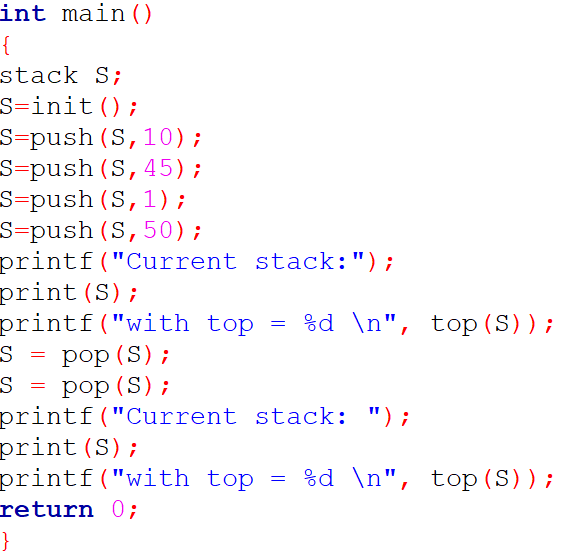 int main()
{
stack S;
S=init();
S=push(S,10);
S=push(S,45);
S=push(S,1);
S=push(S,50);
printf("Current stack:");
print(S);
printf("with top = %d \n", top(S));
S = pop(S);
S = pop(S);
printf("Current stack: ");
print(S);
printf("with top = %d \n", top(S));
return 0;
}